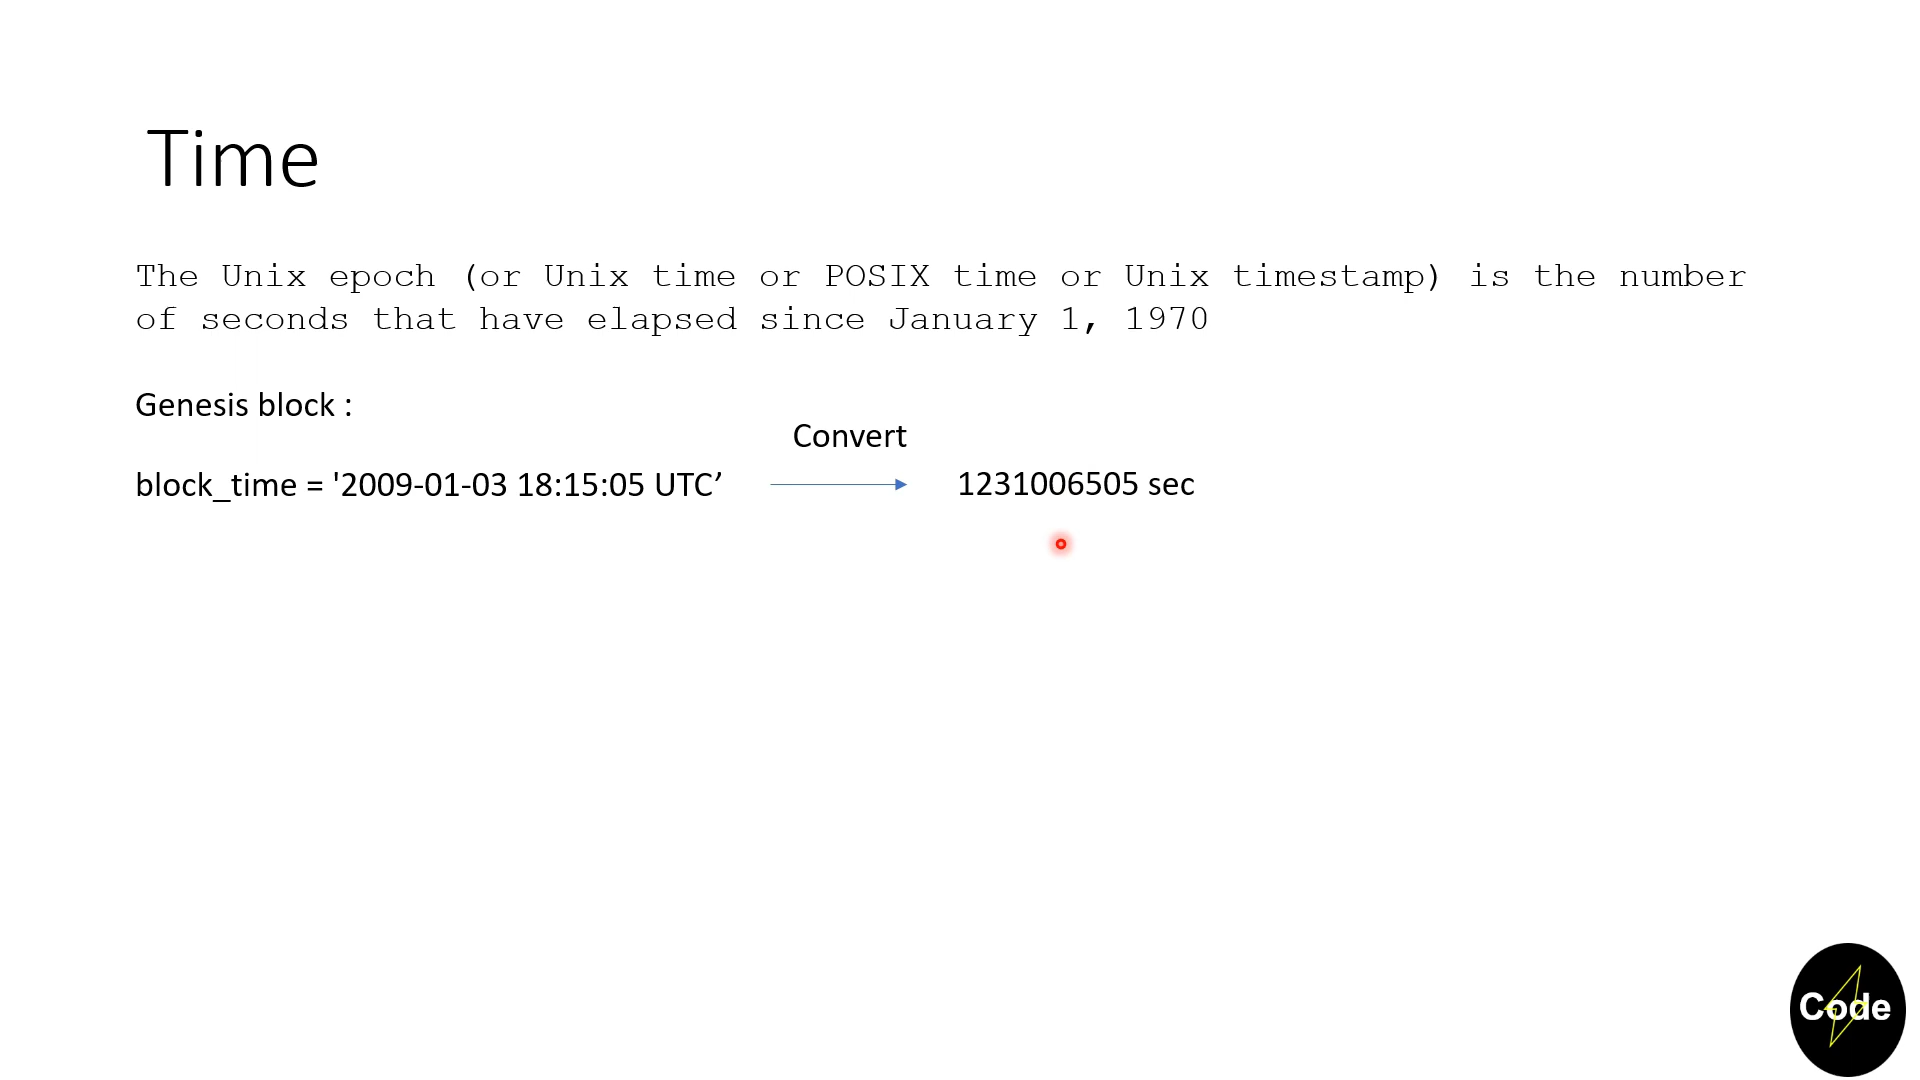 Time
The Unix epoch (or Unix time or POSIX time or Unix timestamp) is the number
of seconds that have elapsed since January 1, 1970
Genesis block :
Convert
block_time = '2009-01-03 18:15:05 UTC’ 1231006505 sec
Code